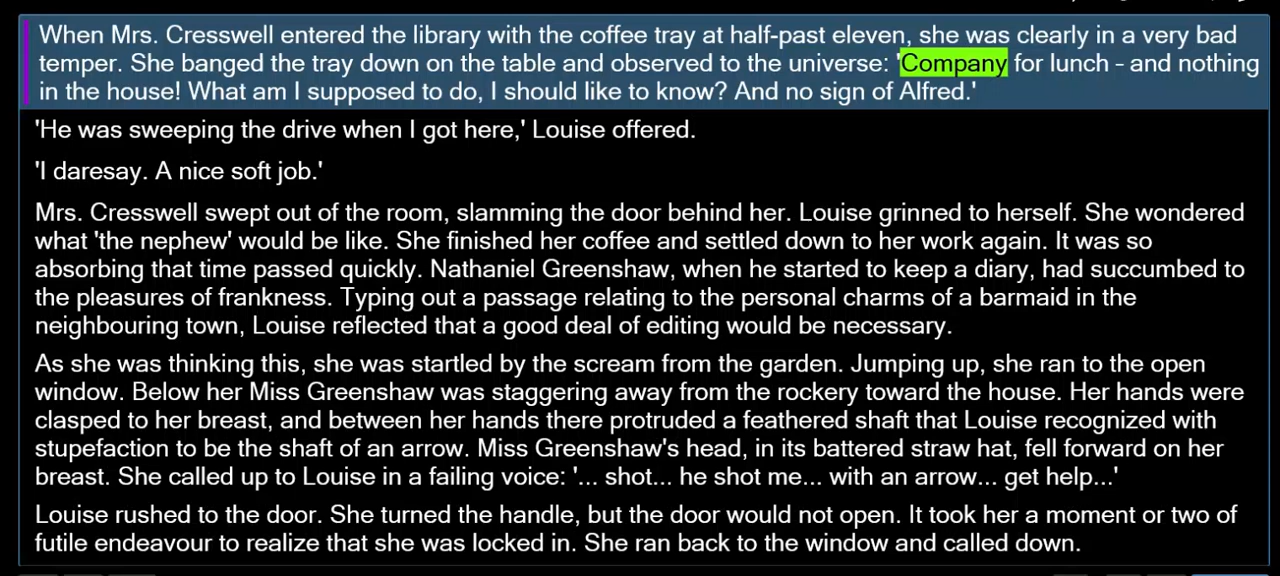 When Mrs. Cresswell entered the library with the coffee tray at half-past eleven, she was clearly in a very bad
temper. She banged the tray down on the table and observed to the universe: 'Company for lunch - and nothing
in the house! What am I supposed to do, I should like to know? And no sign of Alfred.'
'He was sweeping the drive when I got here,' Louise offered.
'I daresay. A nice soft job.'
Mrs. Cresswell swept out of the room, slamming the door behind her. Louise grinned to herself. She wondered
what 'the nephew' would be like. She finished her coffee and settled down to her work again. It was so
absorbing that time passed quickly. Nathaniel Greenshaw, when he started to keep a diary, had succumbed to
the pleasures of frankness. Typing out a passage relating to the personal charms of a barmaid in the
neighbouring town, Louise reflected that a good deal of editing would be necessary.
As she was thinking this, she was startled by the scream from the garden. Jumping up, she ran to the open
window. Below her Miss Greenshaw was staggering away from the rockery toward the house. Her hands were
clasped to her breast, and between her hands there protruded a feathered shaft that Louise recognized with
stupefaction to be the shaft of an arrow. Miss Greenshaw's head, in its battered straw hat, fell forward on her
breast. She called up to Louise in a failing voice: '... shot... he shot me... with an arrow... get help...'
Louise rushed to the door. She turned the handle, but the door would not open. It took her a moment or two of
futile endeavour to realize that she was locked in. She ran back to the window and called down.